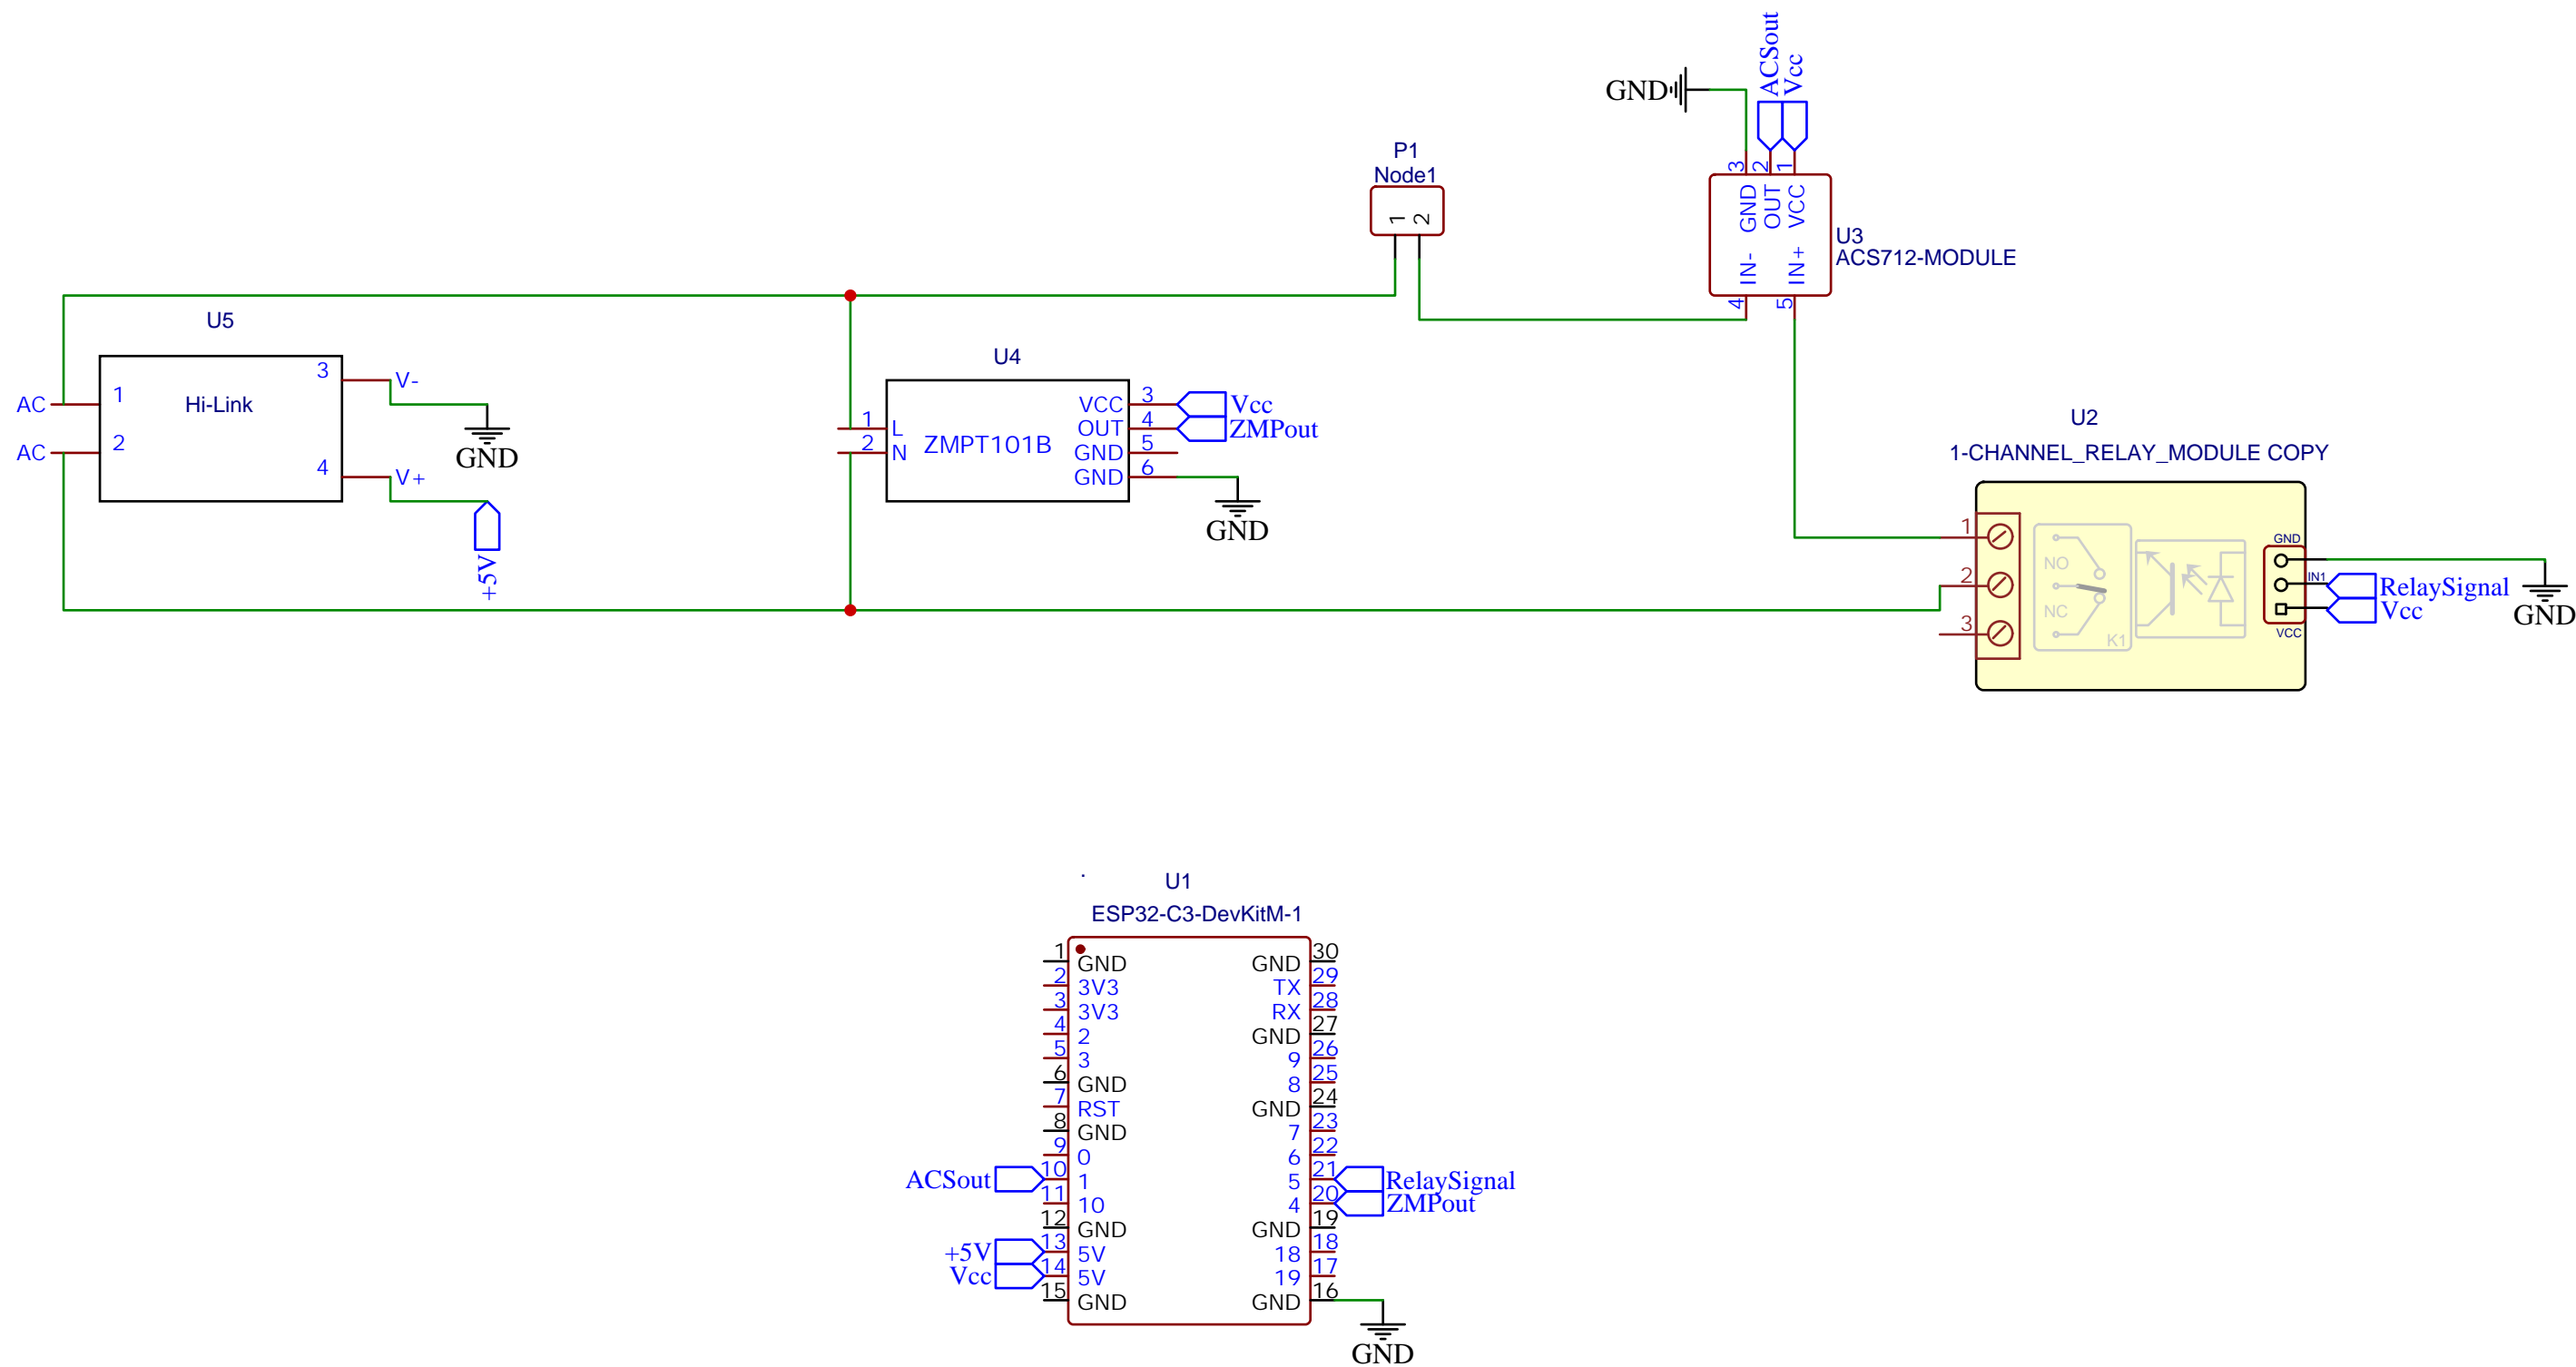 ACSout
Vcc
GND
3
2
1
GND
OUT
VCC
IN-
IN+
4
5
U3
ACS712-MODULE
P1
Node1
1
2
U5
Hi-Link
AC
1
AC
2
3
V-
4
V+
GND
+5V
U4
ZMPT101B
1
L
2
N
VCC
3
Vcc
OUT
4
ZMPout
GND
5
GND
6
GND
U2
1-CHANNEL_RELAY_MODULE COPY
1
2
3
NO
NC
K1
GND
IN1
VCC
RelaySignal
Vcc
GND
U1
ESP32-C3-DevKitM-1
1 GND GND 30
2 3V3 TX 29
3 3V3 RX 28
4 2 GND 27
5 3 9 26
6 GND 8 25
7 RST GND 24
8 GND 7 23
9 0 6 22
ACSout 10 1 5 21 RelaySignal
11 10 4 20 ZMPout
12 GND GND 19
+5V 13 5V 18 18
Vcc 14 5V 19 17
15 GND GND 16
GND